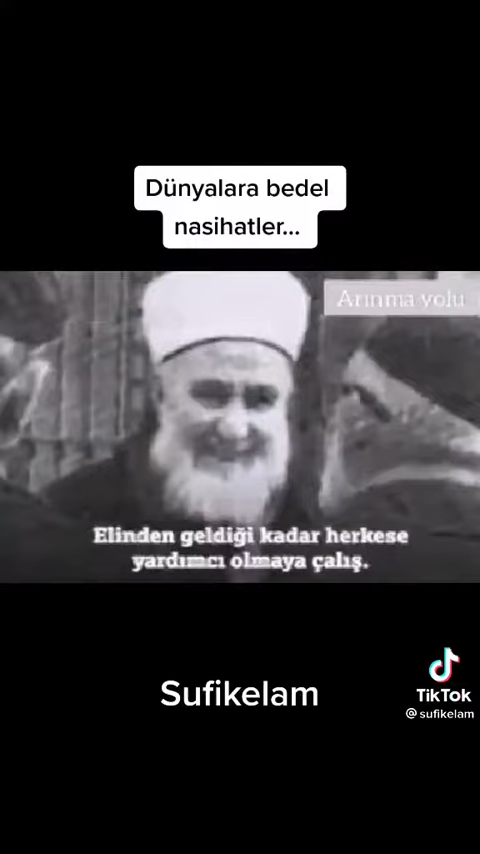 Dünyalara bedel
nasihatler...
Arınma yolu
Elinden geldiği kadar herkese
yardımcı olmaya çalış.
Sufikelam
TikTok
@sufikelam